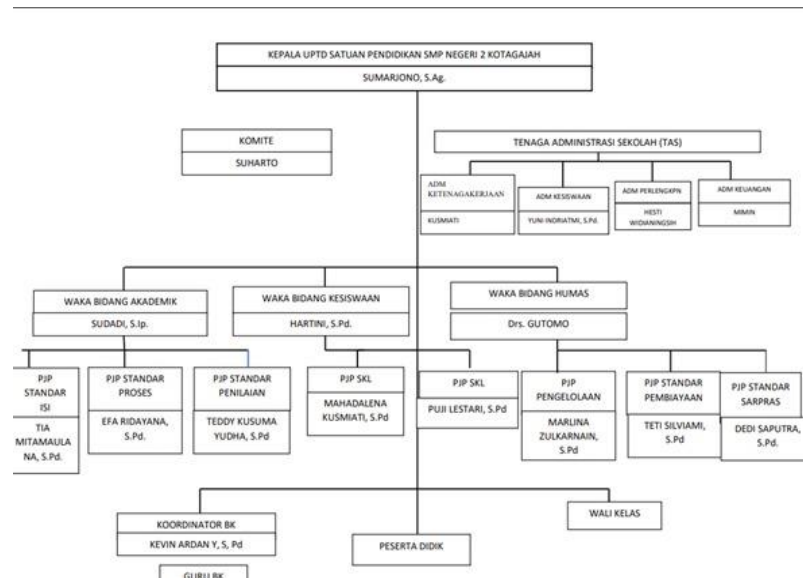 KEPALA UPTD SATUAN PENDIDIKAN SMP NEGERI 2 KOTAGAJAH
SUMARJONO, S.Ag.
KOMITE
SUHARTO
TENAGA ADMINISTRASI SEKOLAH (TAS)
ADM
KETENAGAKERJAAN
KUSMIATI
ADM KESISWAAN
YUNI INDRIATMI, S.Pd.
ADM PERLENGKPN
HESTI
WIDIANINGSIH
ADM KEUANGAN
MIMIN
WAKA BIDANG AKADEMIK
SUDADI, S.Ip.
WAKA BIDANG KESISWAAN
HARTINI, S.Pd.
WAKA BIDANG HUMAS
Drs. GUTOMO
PJP
STANDAR
ISI
TIA
MITAMAULA
NA, S.Pd.
PJP STANDAR
PROSES
EFA RIDAYANA,
S.Pd.
PJP STANDAR
PENILAIAN
TEDDY KUSUMA
YUDHA, S.Pd
PJP SKL
MAHADALENA
KUSMIATI, S.Pd
PJP SKL
PUJI LESTARI, S.Pd
PJP
PENGELOLAAN
MARLINA
ZULKARNAIN,
S.Pd
PJP STANDAR
PEMBIAYAAN
TETI SILVIAMI,
S.Pd
PJP STANDAR
SARPRAS
DEDI SAPUTRA,
S.Pd.
KOORDINATOR BK
KEVIN ARDAN Y, S, Pd
GURU BK
PESERTA DIDIK
WALI KELAS